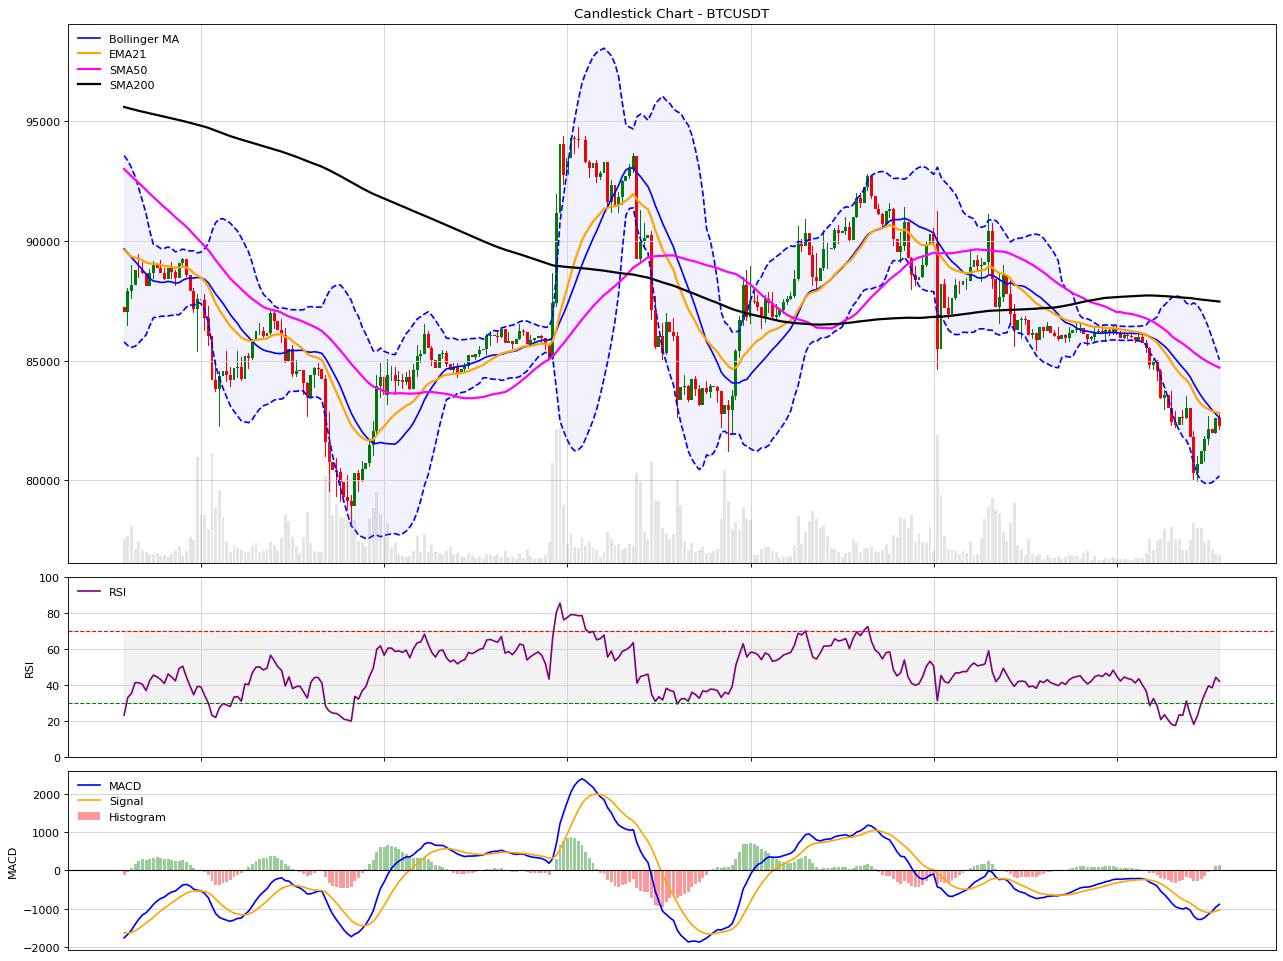 Candlestick Chart - BTCUSDT
Bollinger MA
EMA21
SMA50
SMA200
95000
90000
85000
80000
RSI
RSI
100
80
60
40
20
0
MACD
Signal
Histogram
MACD
2000
1000
0
−1000
−2000